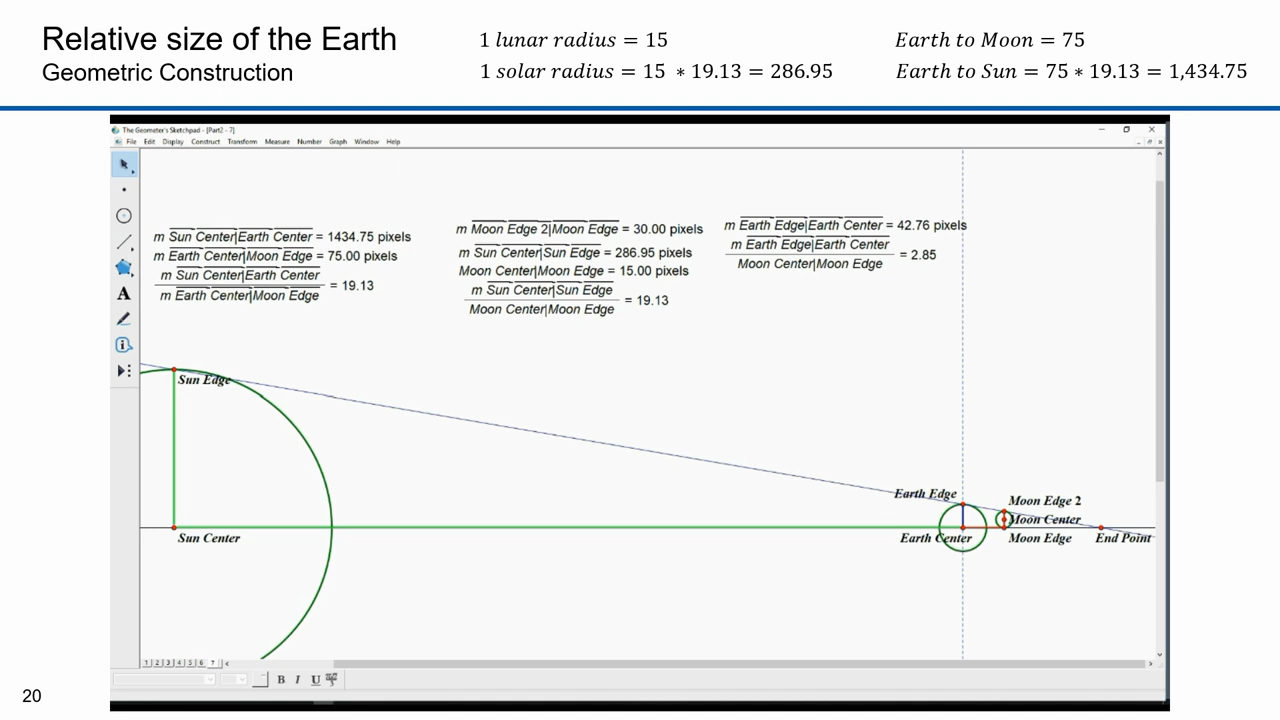 Relative size of the Earth
Geometric Construction
1 lunar radius = 15
1 solar radius = 15 * 19.13 = 286.95
Earth to Moon = 75
Earth to Sun = 75 * 19.13 = 1,434.75
The Geometer's Sketchpad - [Part2 - 7]
File Edit Display Construct Transform Measure Number Graph Window Help
m Sun Center|Earth Center = 1434.75 pixels
m Earth Center|Moon Edge = 75.00 pixels
m Sun Center|Earth Center
m Earth Center|Moon Edge
= 19.13
m Moon Edge 2|Moon Edge = 30.00 pixels
m Sun Center|Sun Edge = 286.95 pixels
Moon Center|Moon Edge = 15.00 pixels
m Sun Center|Sun Edge
Moon Center|Moon Edge
= 19.13
m Earth Edge|Earth Center = 42.76 pixels
m Earth Edge|Earth Center
Moon Center|Moon Edge
= 2.85
A
Sun Edge
Sun Center
Earth Edge
Earth Center
Moon Edge 2
Moon Center
Moon Edge
End Point
1 2 3 4 5 6 7
B I U
20